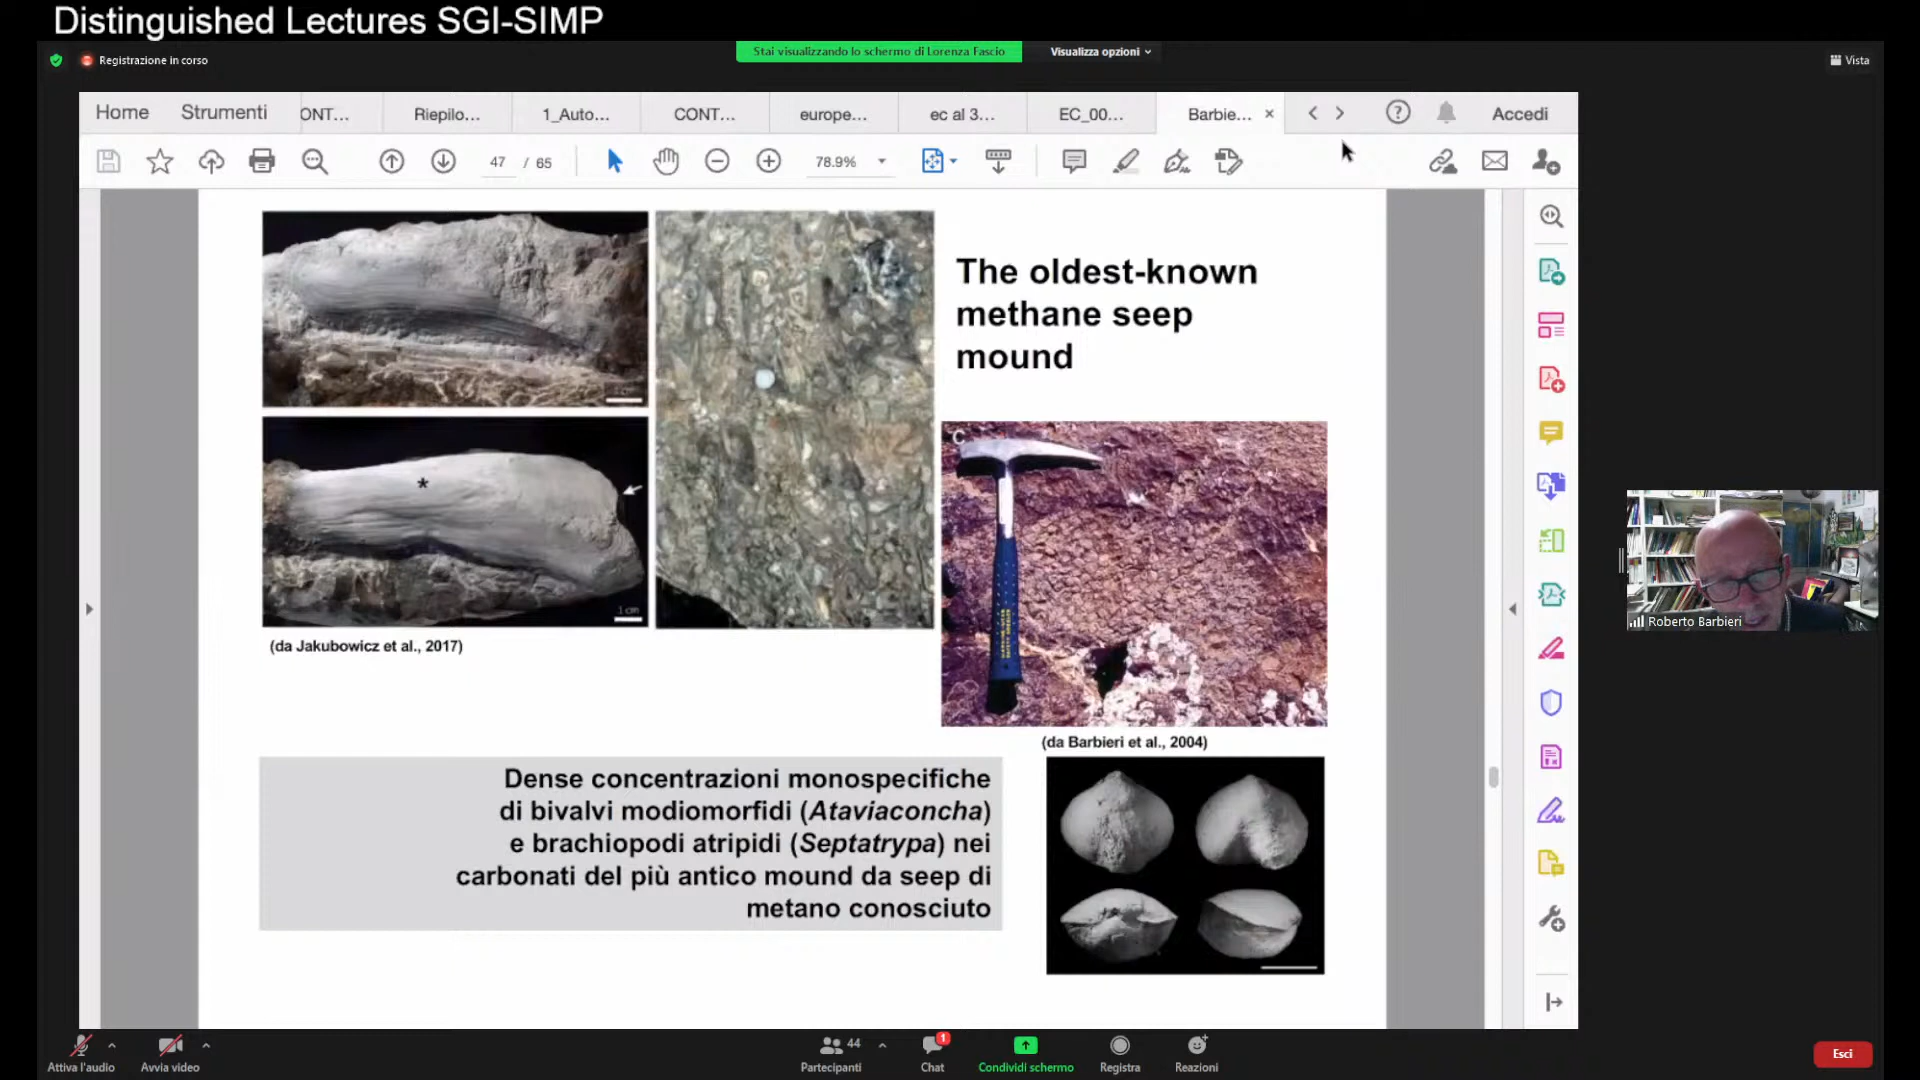 Distinguished Lectures SGI-SIMP
Registrazione in corso
Stai visualizzando lo schermo di Lorenza Fascio
Visualizza opzioni
Vista
Home
Strumenti
ONT...
Riepilo...
1_Auto...
CONT...
europe...
ec al 3...
EC_00...
Barbie...
Accedi
47 / 65
78.9%
The oldest-known
methane seep
mound
C
*
1 cm
(da Jakubowicz et al., 2017)
(da Barbieri et al., 2004)
Dense concentrazioni monospecifiche
di bivalvi modiomorfidi (Ataviaconcha)
e brachiopodi atripidi (Septatrypa) nei
carbonati del più antico mound da seep di
metano conosciuto
Roberto Barbieri
Attiva l'audio
Avvia video
44
Partecipanti
1
Chat
Condividi schermo
Registra
Reazioni
Esci